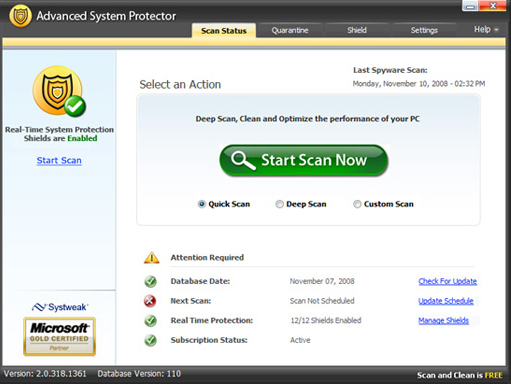 Advanced System Protector
Scan Status Quarantine Shield Settings Help
Last Spyware Scan:
Monday, November 10, 2008 - 02:32 PM
Select an Action
Real-Time System Protection
Shields are Enabled
Start Scan
Deep Scan, Clean and Optimize the performance of your PC
Start Scan Now
Quick Scan Deep Scan Custom Scan
Attention Required
Database Date: November 07, 2008 Check For Update
Next Scan: Scan Not Scheduled Update Schedule
Real Time Protection: 12/12 Shields Enabled Manage Shields
Subscription Status: Active
Systweak
Microsoft
GOLD CERTIFIED
Partner
Version: 2.0.318.1361 Database Version: 110 Scan and Clean is FREE